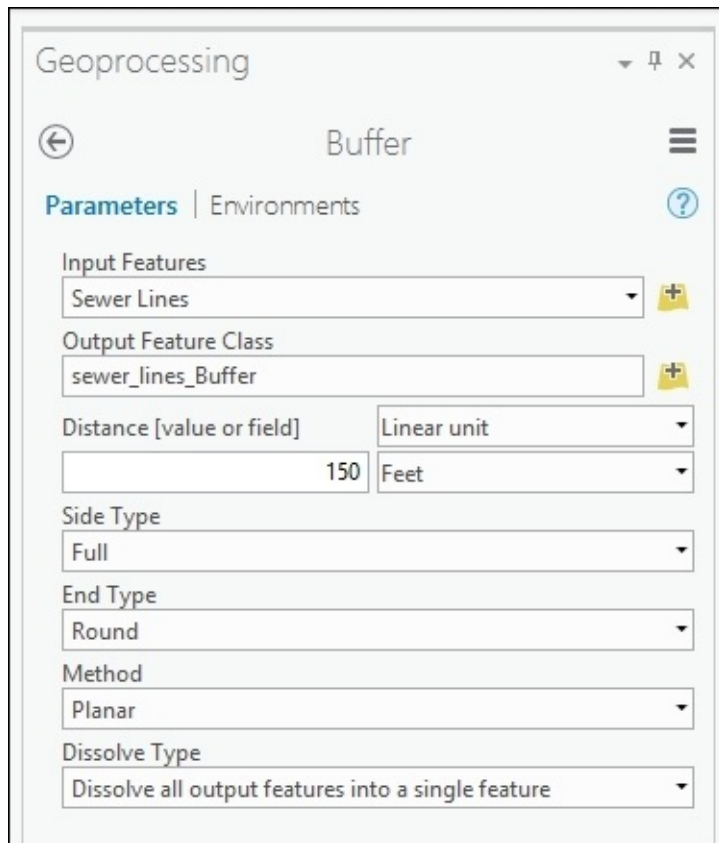 Geoprocessing
Buffer
Parameters | Environments
?
Input Features
Sewer Lines
Output Feature Class
sewer_lines_Buffer
Distance [value or field] Linear unit
150 Feet
Side Type
Full
End Type
Round
Method
Planar
Dissolve Type
Dissolve all output features into a single feature